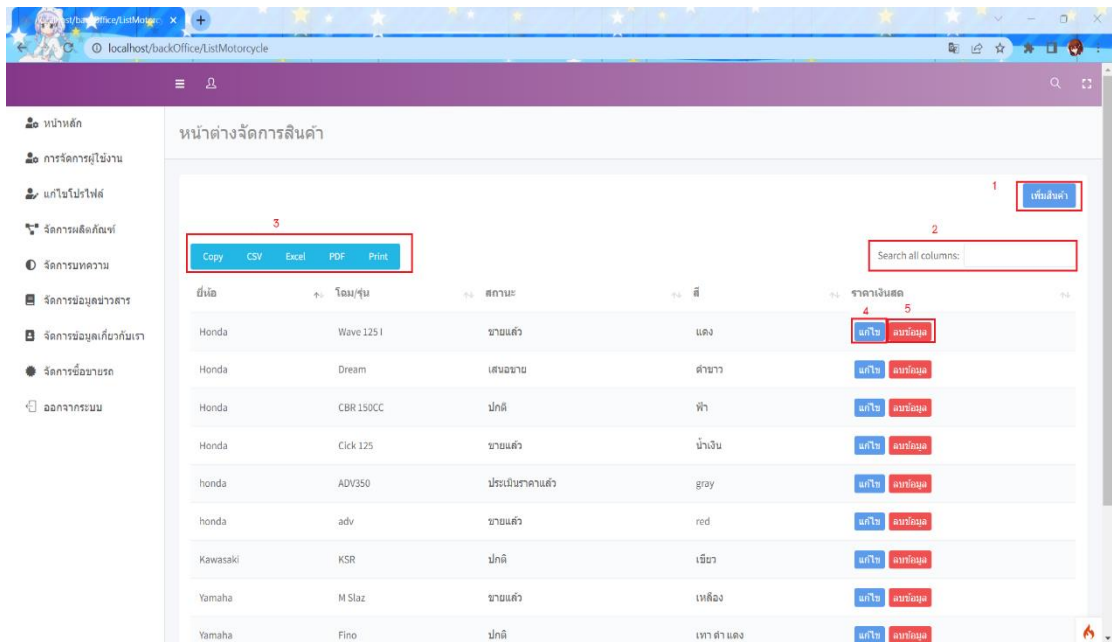 localhost/backOffice/ListMotorc
localhost/backOffice/ListMotorcycle
หน้าหลัก
การจัดการผู้ใช้งาน
แก้ไขโปรไฟล์
จัดการผลิตภัณฑ์
จัดการบทความ
จัดการข้อมูลข่าวสาร
จัดการข้อมูลเกี่ยวกับเรา
จัดการซื้อขายรถ
ออกจากระบบ
หน้าต่างจัดการสินค้า
1 เพิ่มสินค้า
3 2
Copy CSV Excel PDF Print Search all columns:
ยี่ห้อ โฉม/รุ่น สถานะ สี ราคาเงินสด
4 5
Honda Wave 125 I ขายแล้ว แดง แก้ไข ลบข้อมูล
Honda Dream เสนอขาย ดำขาว แก้ไข ลบข้อมูล
Honda CBR 150CC ปกติ ฟ้า แก้ไข ลบข้อมูล
Honda Cick 125 ขายแล้ว น้ำเงิน แก้ไข ลบข้อมูล
honda ADV350 ประเมินราคาแล้ว gray แก้ไข ลบข้อมูล
honda adv ขายแล้ว red แก้ไข ลบข้อมูล
Kawasaki KSR ปกติ เขียว แก้ไข ลบข้อมูล
Yamaha M Slaz ขายแล้ว เหลือง แก้ไข ลบข้อมูล
Yamaha Fino ปกติ เทา ดำ แดง แก้ไข ลบข้อมูล